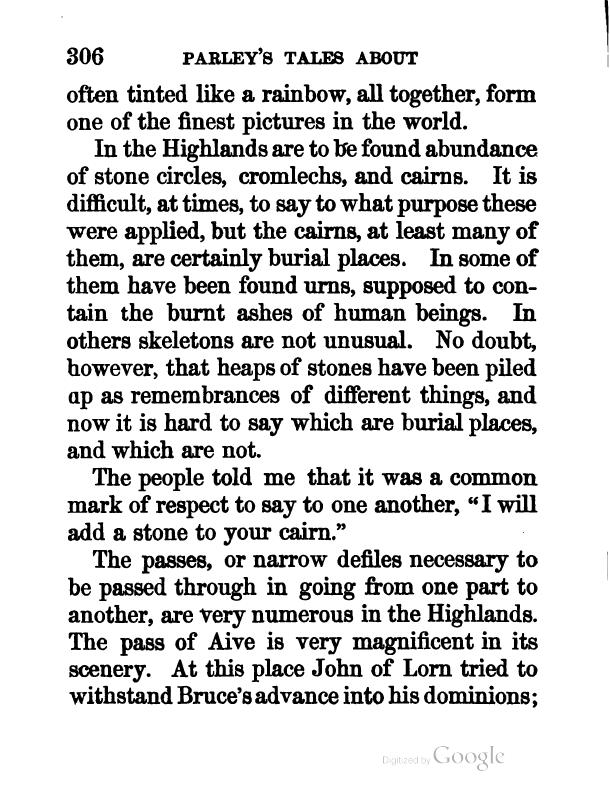 306 PARLEY'S TALES ABOUT
often tinted like a rainbow, all together, form
one of the finest pictures in the world.
In the Highlands are to be found abundance
of stone circles, cromlechs, and cairns. It is
difficult, at times, to say to what purpose these
were applied, but the cairns, at least many of
them, are certainly burial places. In some of
them have been found urns, supposed to con-
tain the burnt ashes of human beings. In
others skeletons are not unusual. No doubt,
however, that heaps of stones have been piled
up as remembrances of different things, and
now it is hard to say which are burial places,
and which are not.
The people told me that it was a common
mark of respect to say to one another, “I will
add a stone to your cairn.”
The passes, or narrow defiles necessary to
be passed through in going from one part to
another, are very numerous in the Highlands.
The pass of Aive is very magnificent in its
scenery. At this place John of Lorn tried to
withstand Bruce's advance into his dominions;
Digitized by Google